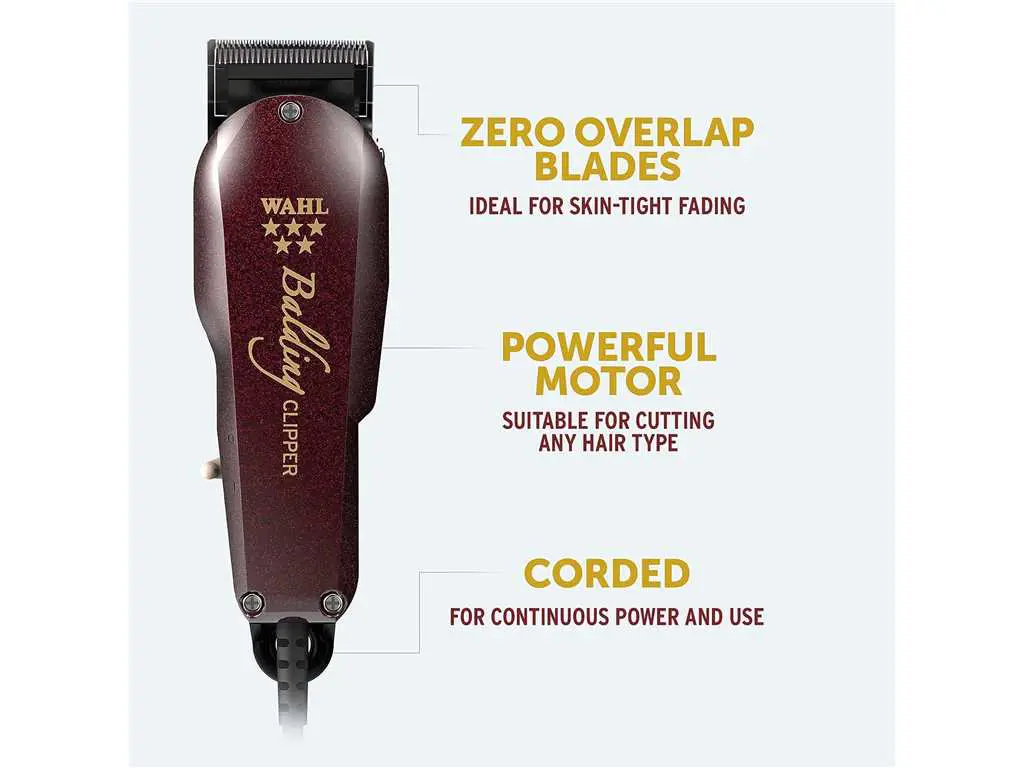 WAHL
Balding
CLIPPER
ZERO OVERLAP
BLADES
IDEAL FOR SKIN-TIGHT FADING
POWERFUL
MOTOR
SUITABLE FOR CUTTING
ANY HAIR TYPE
CORDED
FOR CONTINUOUS POWER AND USE